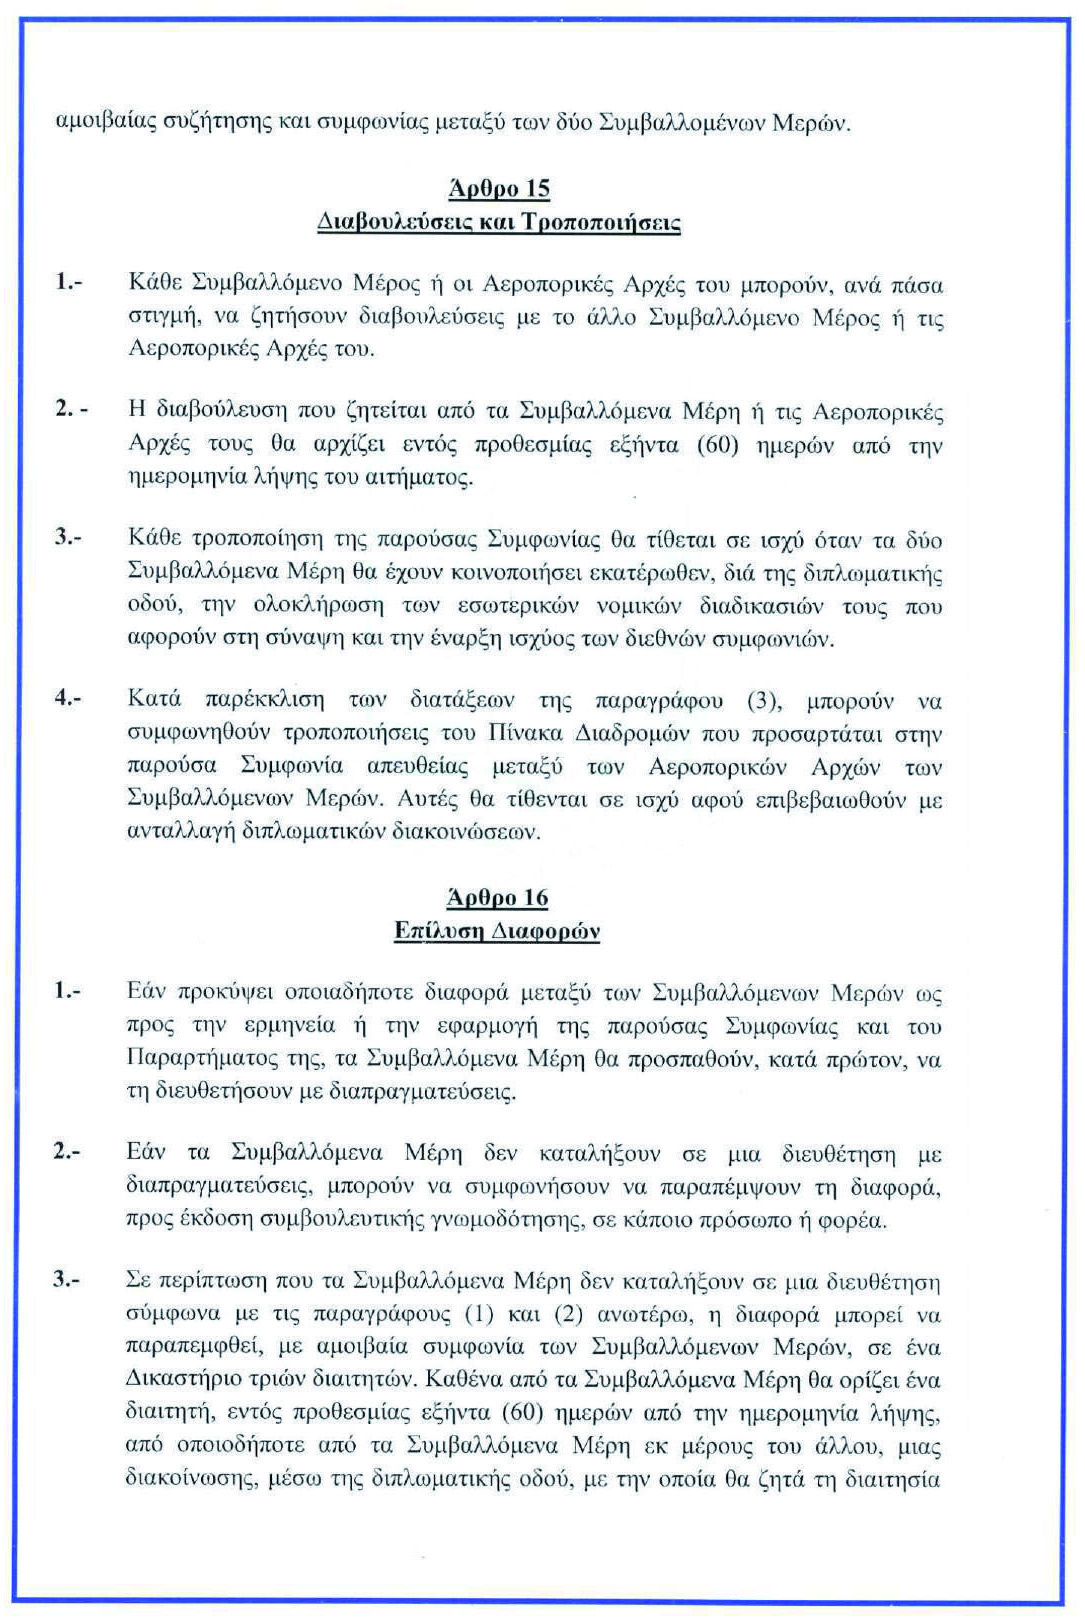 αμοιβαίας συζήτησης και συμφωνίας μεταξύ των δύο Συμβαλλομένων Μερών.
Άρθρο 15
Διαβουλεύσεις και Τροποποιήσεις
1.- Κάθε Συμβαλλόμενο Μέρος ή οι Αεροπορικές Αρχές του μπορούν, ανά πάσα
στιγμή, να ζητήσουν διαβουλεύσεις με το άλλο Συμβαλλόμενο Μέρος ή τις
Αεροπορικές Αρχές του.
2. - Η διαβούλευση που ζητείται από τα Συμβαλλόμενα Μέρη ή τις Αεροπορικές
Αρχές τους θα αρχίζει εντός προθεσμίας εξήντα (60) ημερών από την
ημερομηνία λήψης του αιτήματος.
3.- Κάθε τροποποίηση της παρούσας Συμφωνίας θα τίθεται σε ισχύ όταν τα δύο
Συμβαλλόμενα Μέρη θα έχουν κοινοποιήσει εκατέρωθεν, διά της διπλωματικής
οδού, την ολοκλήρωση των εσωτερικών νομικών διαδικασιών τους που
αφορούν στη σύναψη και την έναρξη ισχύος των διεθνών συμφωνιών.
4.- Κατά παρέκκλιση των διατάξεων της παραγράφου (3), μπορούν να
συμφωνηθούν τροποποιήσεις του Πίνακα Διαδρομών που προσαρτάται στην
παρούσα Συμφωνία απευθείας μεταξύ των Αεροπορικών Αρχών των
Συμβαλλόμενων Μερών. Αυτές θα τίθενται σε ισχύ αφού επιβεβαιωθούν με
ανταλλαγή διπλωματικών διακοινώσεων.
Άρθρο 16
Επίλυση Διαφορών
1.- Εάν προκύψει οποιαδήποτε διαφορά μεταξύ των Συμβαλλόμενων Μερών ως
προς την ερμηνεία ή την εφαρμογή της παρούσας Συμφωνίας και του
Παραρτήματος της, τα Συμβαλλόμενα Μέρη θα προσπαθούν, κατά πρώτον, να
τη διευθετήσουν με διαπραγματεύσεις.
2.- Εάν τα Συμβαλλόμενα Μέρη δεν καταλήξουν σε μια διευθέτηση με
διαπραγματεύσεις, μπορούν να συμφωνήσουν να παραπέμψουν τη διαφορά,
προς έκδοση συμβουλευτικής γνωμοδότησης, σε κάποιο πρόσωπο ή φορέα.
3.- Σε περίπτωση που τα Συμβαλλόμενα Μέρη δεν καταλήξουν σε μια διευθέτηση
σύμφωνα με τις παραγράφους (1) και (2) ανωτέρω, η διαφορά μπορεί να
παραπεμφθεί, με αμοιβαία συμφωνία των Συμβαλλόμενων Μερών, σε ένα
Δικαστήριο τριών διαιτητών. Καθένα από τα Συμβαλλόμενα Μέρη θα ορίζει ένα
διαιτητή, εντός προθεσμίας εξήντα (60) ημερών από την ημερομηνία λήψης,
από οποιοδήποτε από τα Συμβαλλόμενα Μέρη εκ μέρους του άλλου, μιας
διακοίνωσης, μέσω της διπλωματικής οδού, με την οποία θα ζητά τη διαιτησία